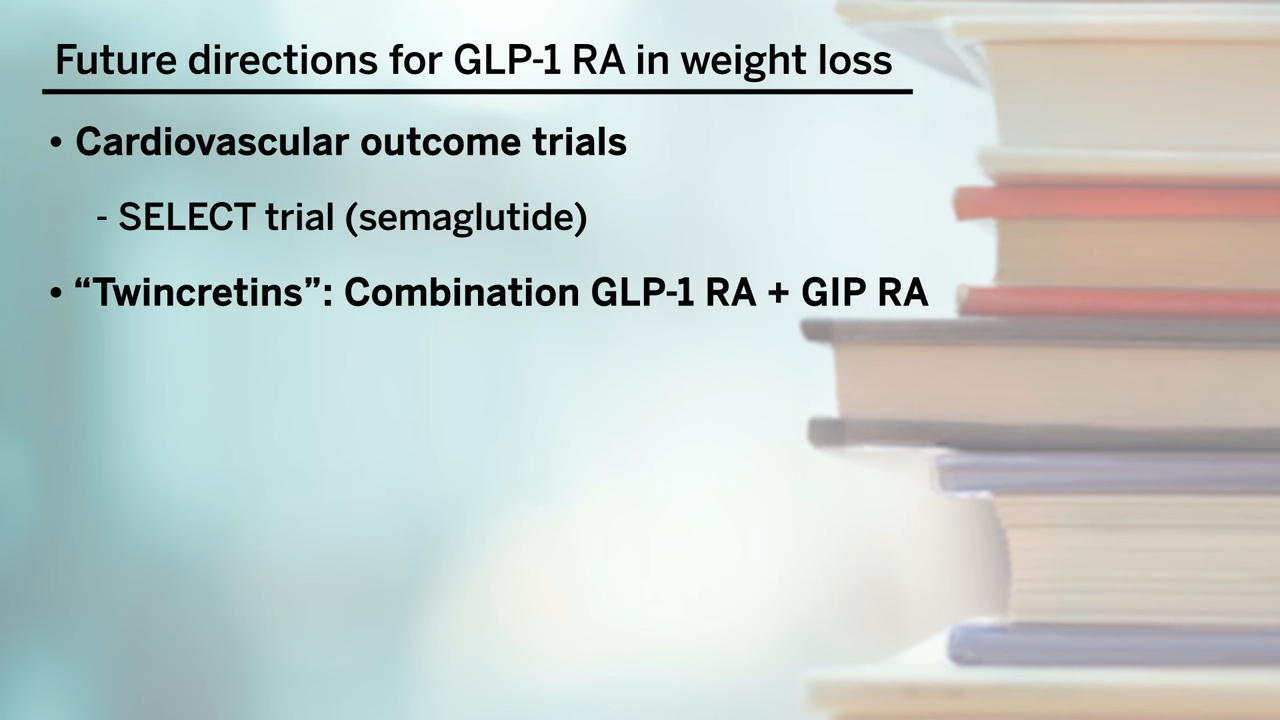 Future directions for GLP-1 RA in weight loss
• Cardiovascular outcome trials
- SELECT trial (semaglutide)
• “Twincretins”: Combination GLP-1 RA + GIP RA